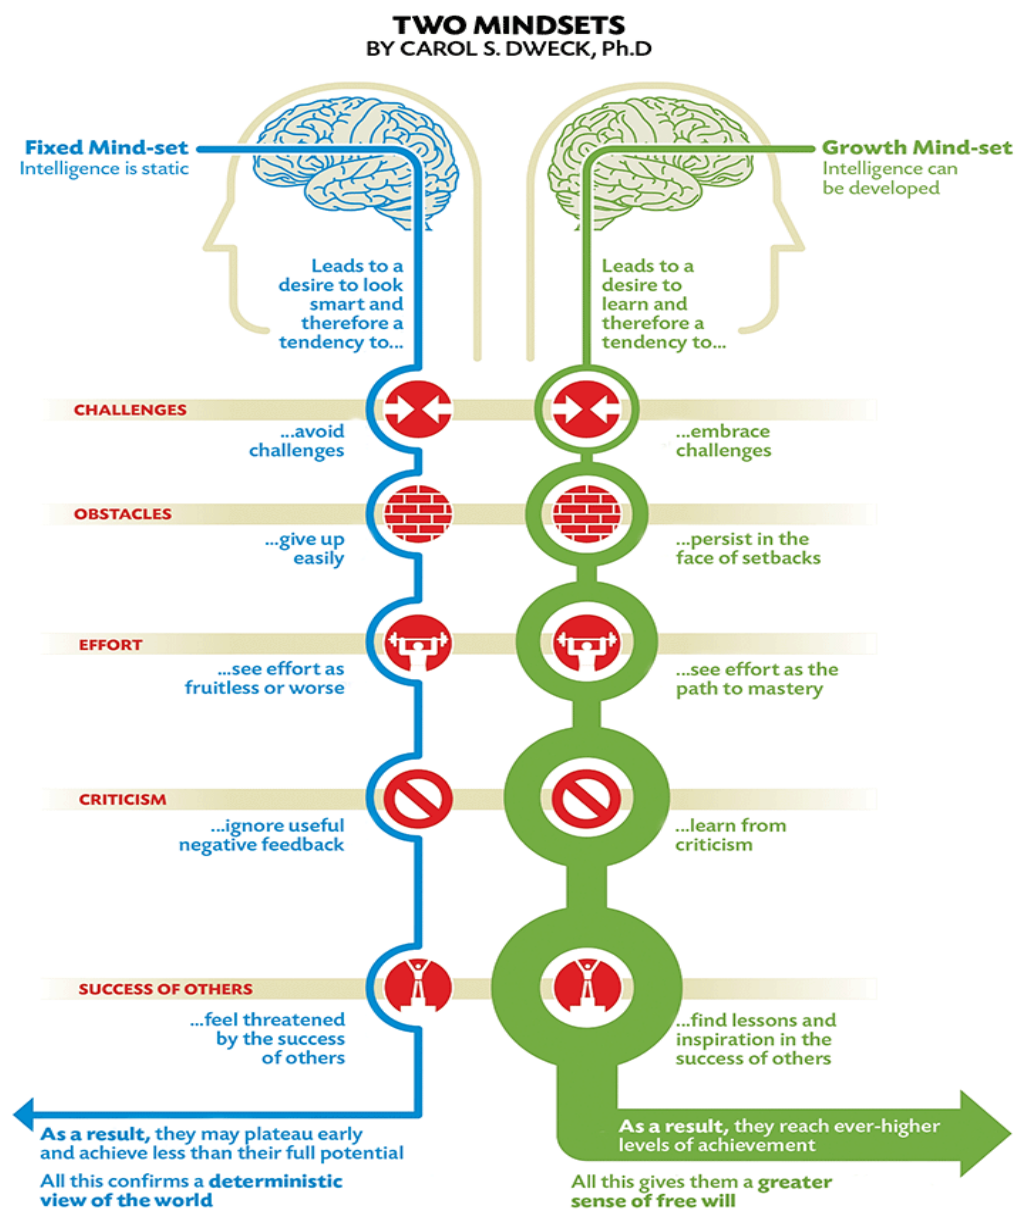 TWO MINDSETS
BY CAROL S. DWECK, Ph.D
Fixed Mind-set
Intelligence is static
Growth Mind-set
Intelligence can
be developed
Leads to a
desire to look
smart and
therefore a
tendency to...
Leads to a
desire to
learn and
therefore a
tendency to...
CHALLENGES
...avoid
challenges
...embrace
challenges
OBSTACLES
...give up
easily
...persist in the
face of setbacks
EFFORT
...see effort as
fruitless or worse
...see effort as the
path to mastery
CRITICISM
...ignore useful
negative feedback
...learn from
criticism
SUCCESS OF OTHERS
...feel threatened
by the success
of others
...find lessons and
inspiration in the
success of others
As a result, they may plateau early
and achieve less than their full potential
All this confirms a deterministic
view of the world
As a result, they reach ever-higher
levels of achievement
All this gives them a greater
sense of free will